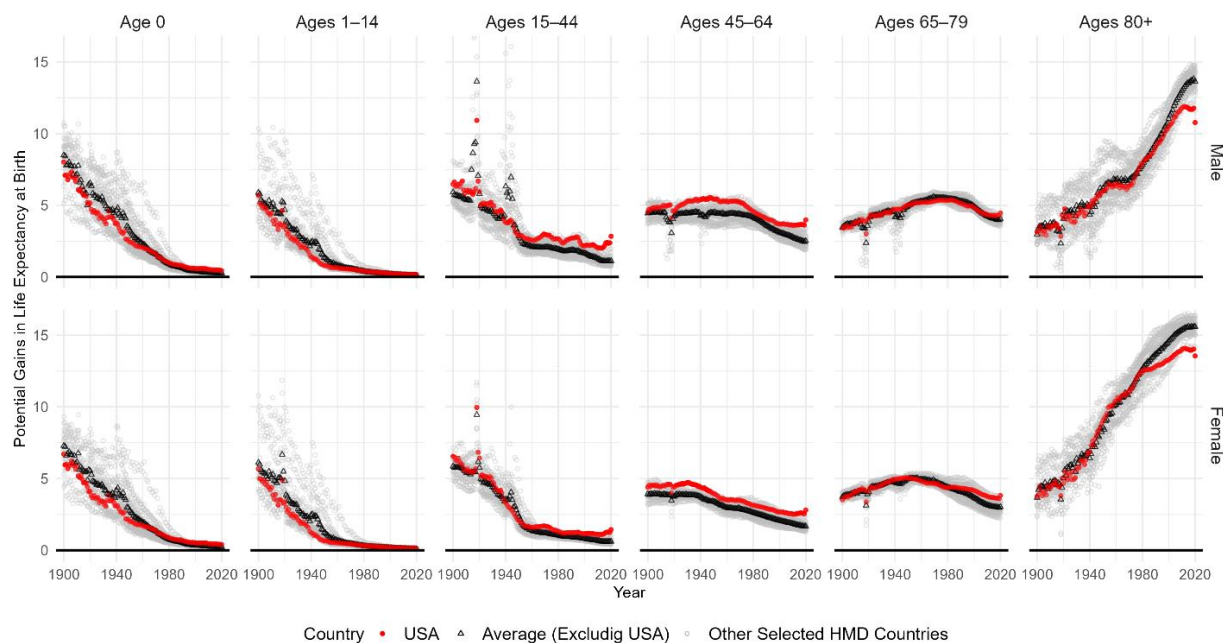 Age 0 Ages 1–14 Ages 15–44 Ages 45–64 Ages 65–79 Ages 80+
Potential Gains in Life Expectency at Birth
15
10
5
0
Male
15
10
5
0
Female
1900 1940 1980 2020 1900 1940 1980 2020 1900 1940 1980 2020 1900 1940 1980 2020 1900 1940 1980 2020 1900 1940 1980 2020
Year
Country USA Average (Excludig USA) Other Selected HMD Countries